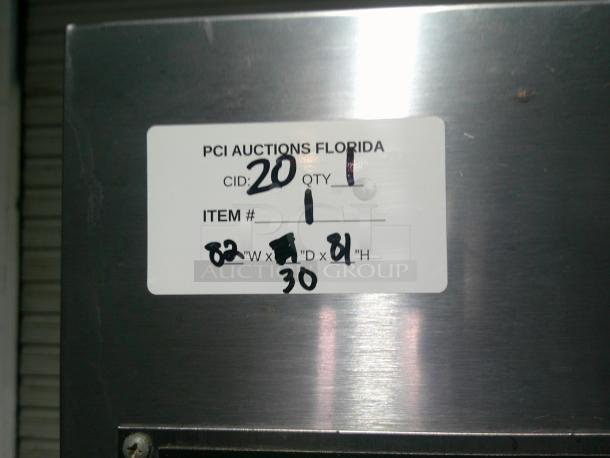 PCI AUCTIONS FLORIDA
CID: 20 QTY 1
ITEM # 1
82 "W x "D x 81 "H
30
PCI
AUCTION GROUP